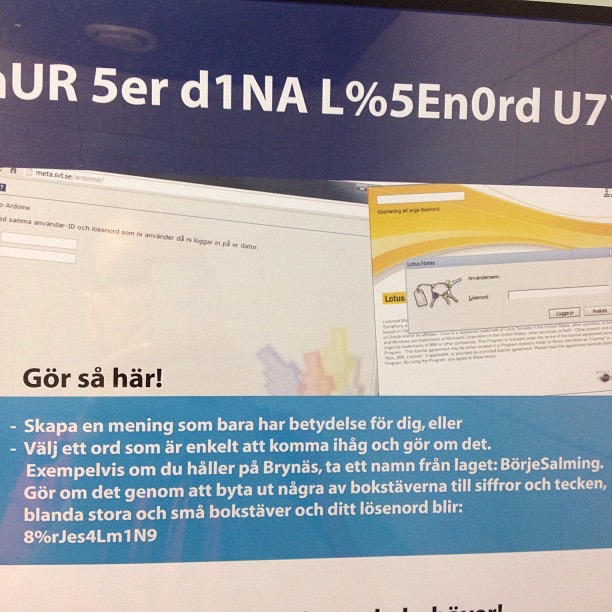 aUR 5er d1NA L%5En0rd U7
meta.svt.se/ardome/
Ardome
samma användar-ID och lösenord som ni använder då ni loggar in på er dator.
Lotus Notes
Användarnamn:
Lösenord:
Logga in
Avsluta
Lotus
Gör så här!
- Skapa en mening som bara har betydelse för dig, eller
- Välj ett ord som är enkelt att komma ihåg och gör om det.
Exempelvis om du håller på Brynäs, ta ett namn från laget: BörjeSalming.
Gör om det genom att byta ut några av bokstäverna till siffror och tecken,
blanda stora och små bokstäver och ditt lösenord blir:
8%rJes4Lm1N9